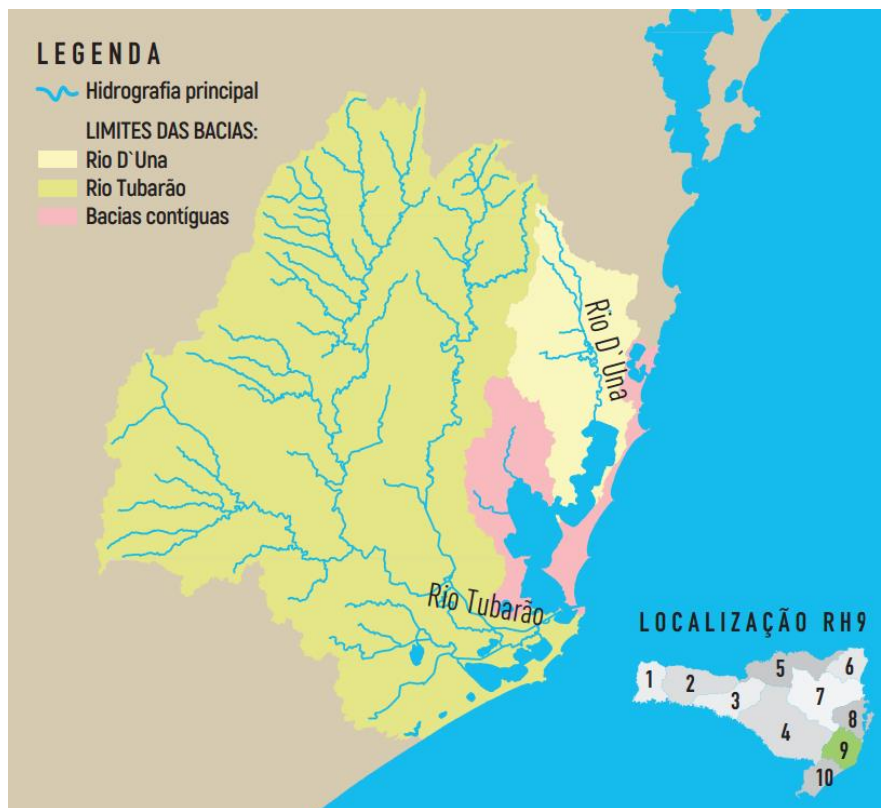 LEGENDA
Hidrografia principal
LIMITES DAS BACIAS:
Rio D`Una
Rio Tubarão
Bacias contíguas
Rio D`Una
Rio Tubarão
LOCALIZAÇÃO RH9
1
2
3
4
5
6
7
8
9
10